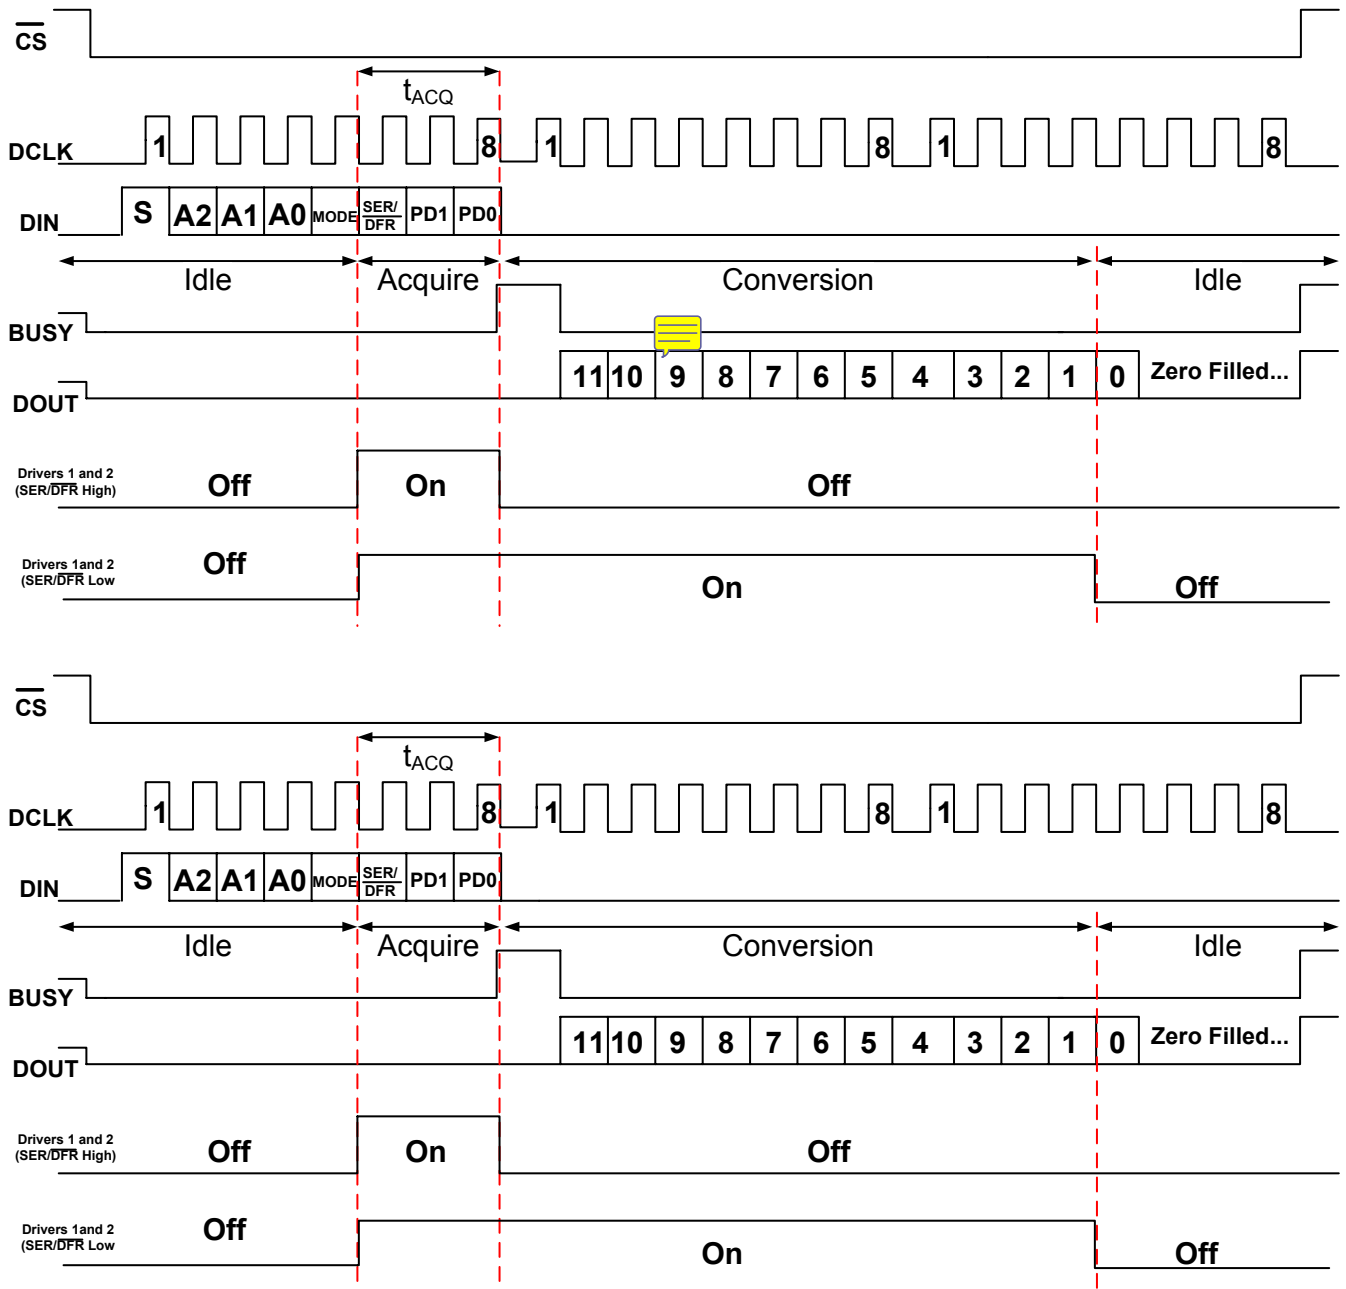 CS
tACQ
DCLK 1 8 1 8 1 8
DIN S A2 A1 A0 MODE SER/DFR PD1 PD0
Idle Acquire Conversion Idle
BUSY
DOUT 11 10 9 8 7 6 5 4 3 2 1 0 Zero Filled...
Drivers 1 and 2
(SER/DFR High) Off On Off
Drivers 1and 2
(SER/DFR Low Off On Off
CS
tACQ
DCLK 1 8 1 8 1 8
DIN S A2 A1 A0 MODE SER/DFR PD1 PD0
Idle Acquire Conversion Idle
BUSY
DOUT 11 10 9 8 7 6 5 4 3 2 1 0 Zero Filled...
Drivers 1 and 2
(SER/DFR High) Off On Off
Drivers 1and 2
(SER/DFR Low Off On Off